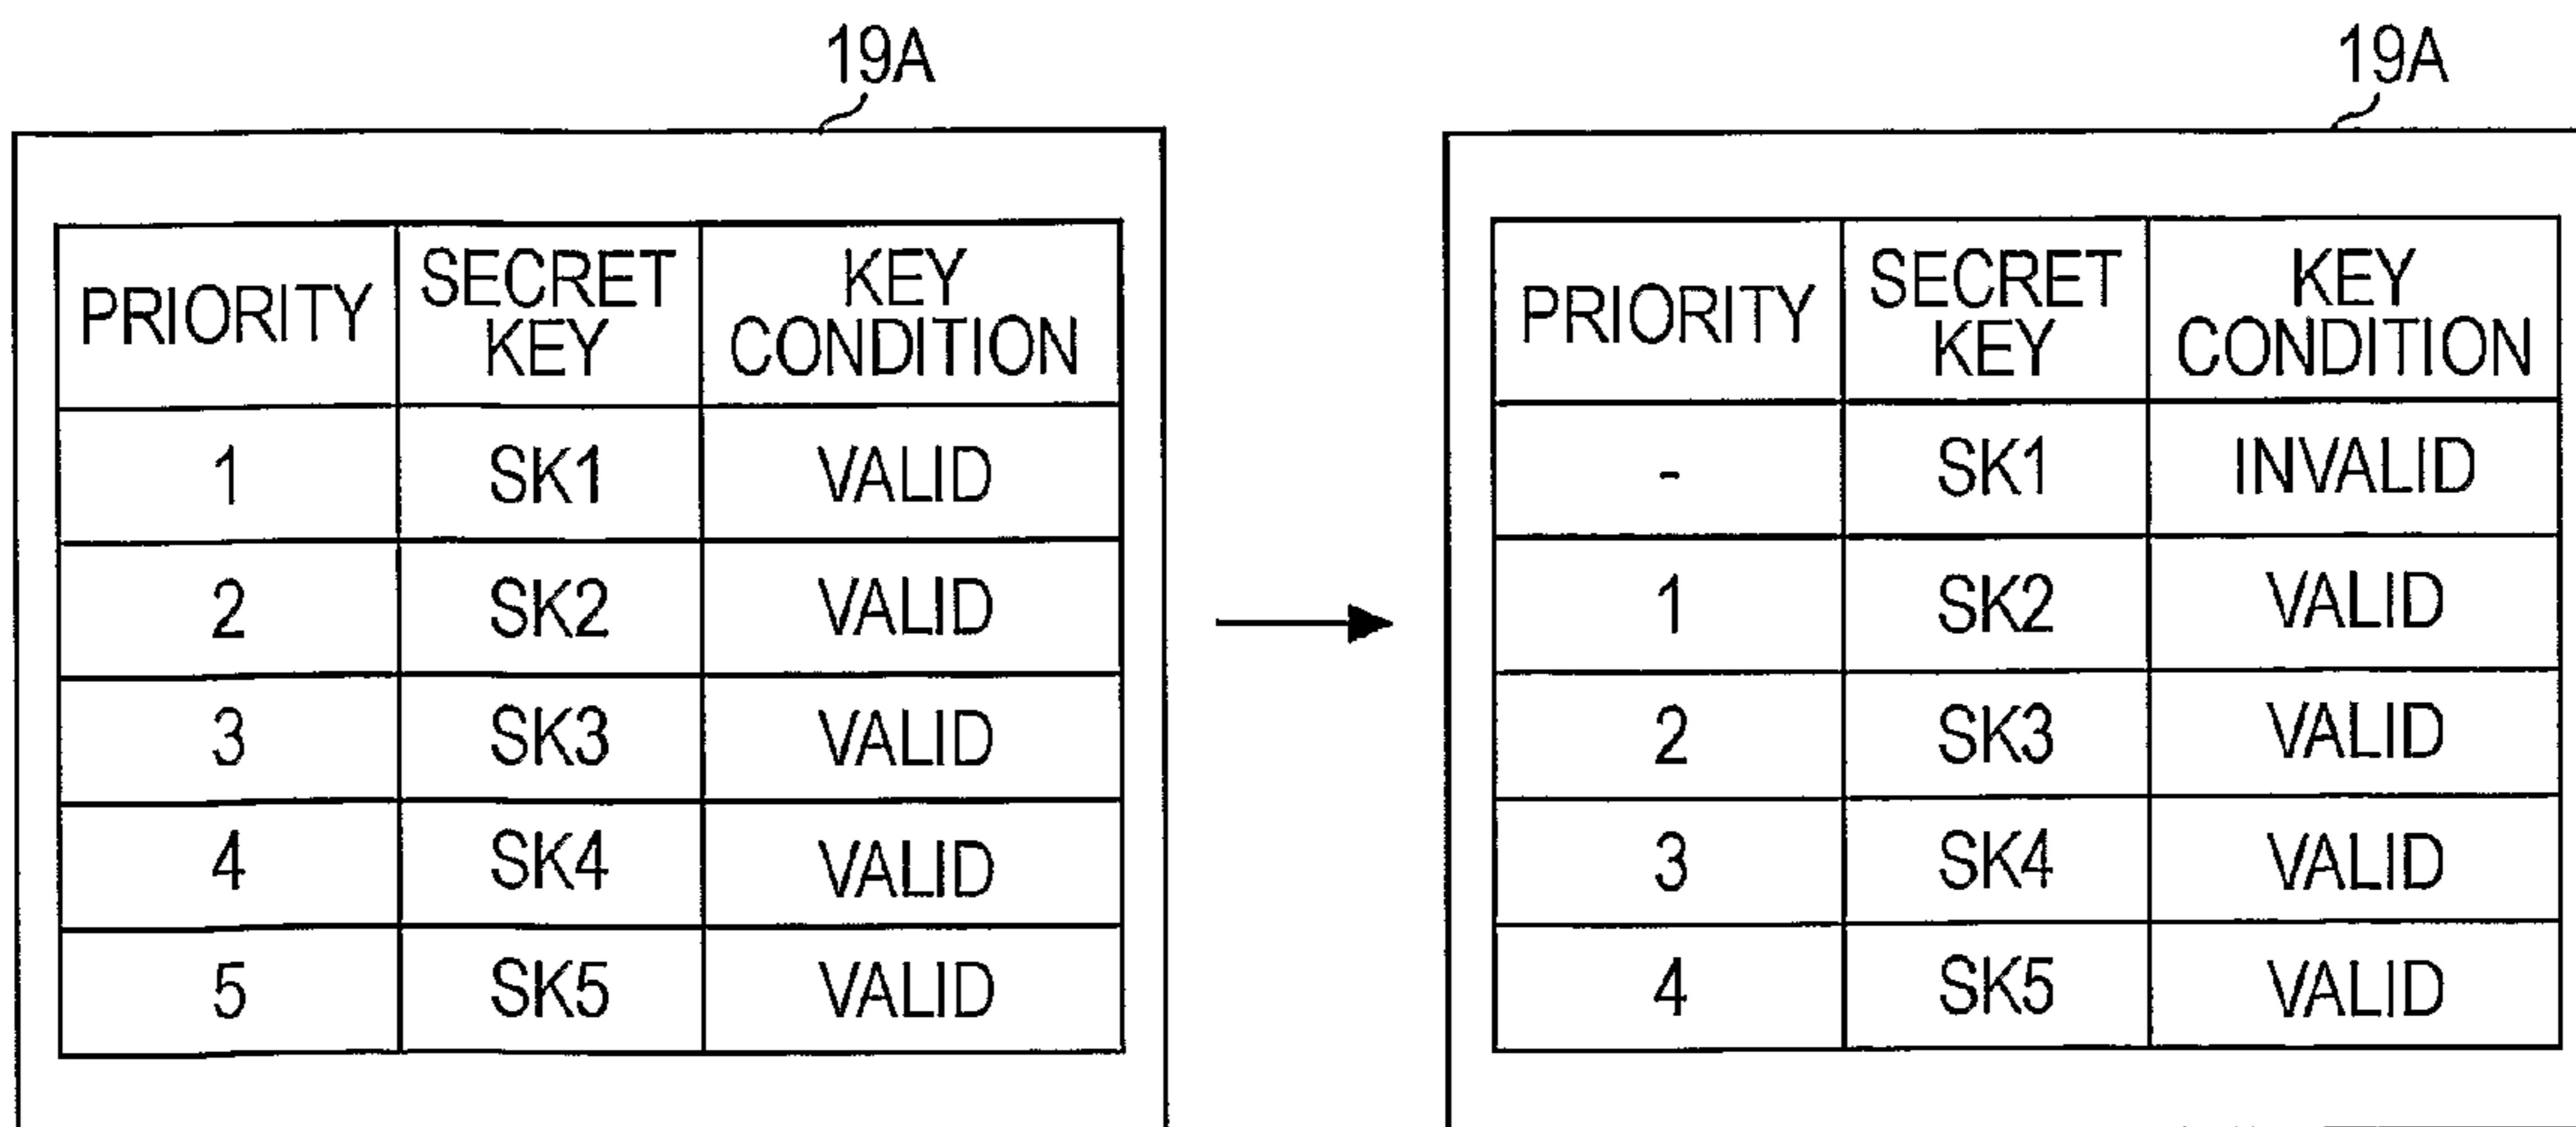 19A
PRIORITY SECRET KEY KEY CONDITION
1 SK1 VALID
2 SK2 VALID
3 SK3 VALID
4 SK4 VALID
5 SK5 VALID
19A
PRIORITY SECRET KEY KEY CONDITION
- SK1 INVALID
1 SK2 VALID
2 SK3 VALID
3 SK4 VALID
4 SK5 VALID